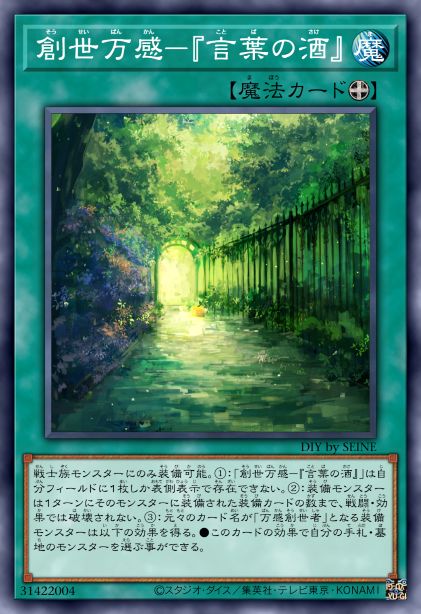 創世万感－『言葉の酒』 魔
【魔法カード】
DIY by SEINE
戦士族モンスターにのみ装備可能。①：「創世万感－『言葉の酒』」は自
分フィールドに1枚しか表側表示で存在できない。②：装備モンスター
は1ターンにそのモンスターに装備された装備カードの数まで、戦闘・効
果では破壊されない。③：元々のカード名が「万感創世者」となる装備
モンスターは以下の効果を得る。●このカードの効果で自分の手札・墓
地のモンスターを選ぶ事ができる。
31422004 ©スタジオ・ダイス／集英社・テレビ東京・KONAMI